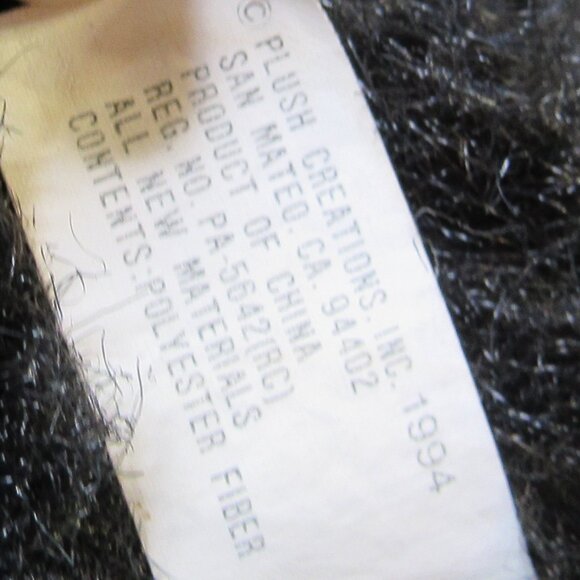 © PLUSH CREATIONS, INC. 1994
SAN MATEO, CA. 94402
PRODUCT OF CHINA
REG. NO. PA-5642(RC)
ALL NEW MATERIALS
CONTENTS:POLYESTER FIBER